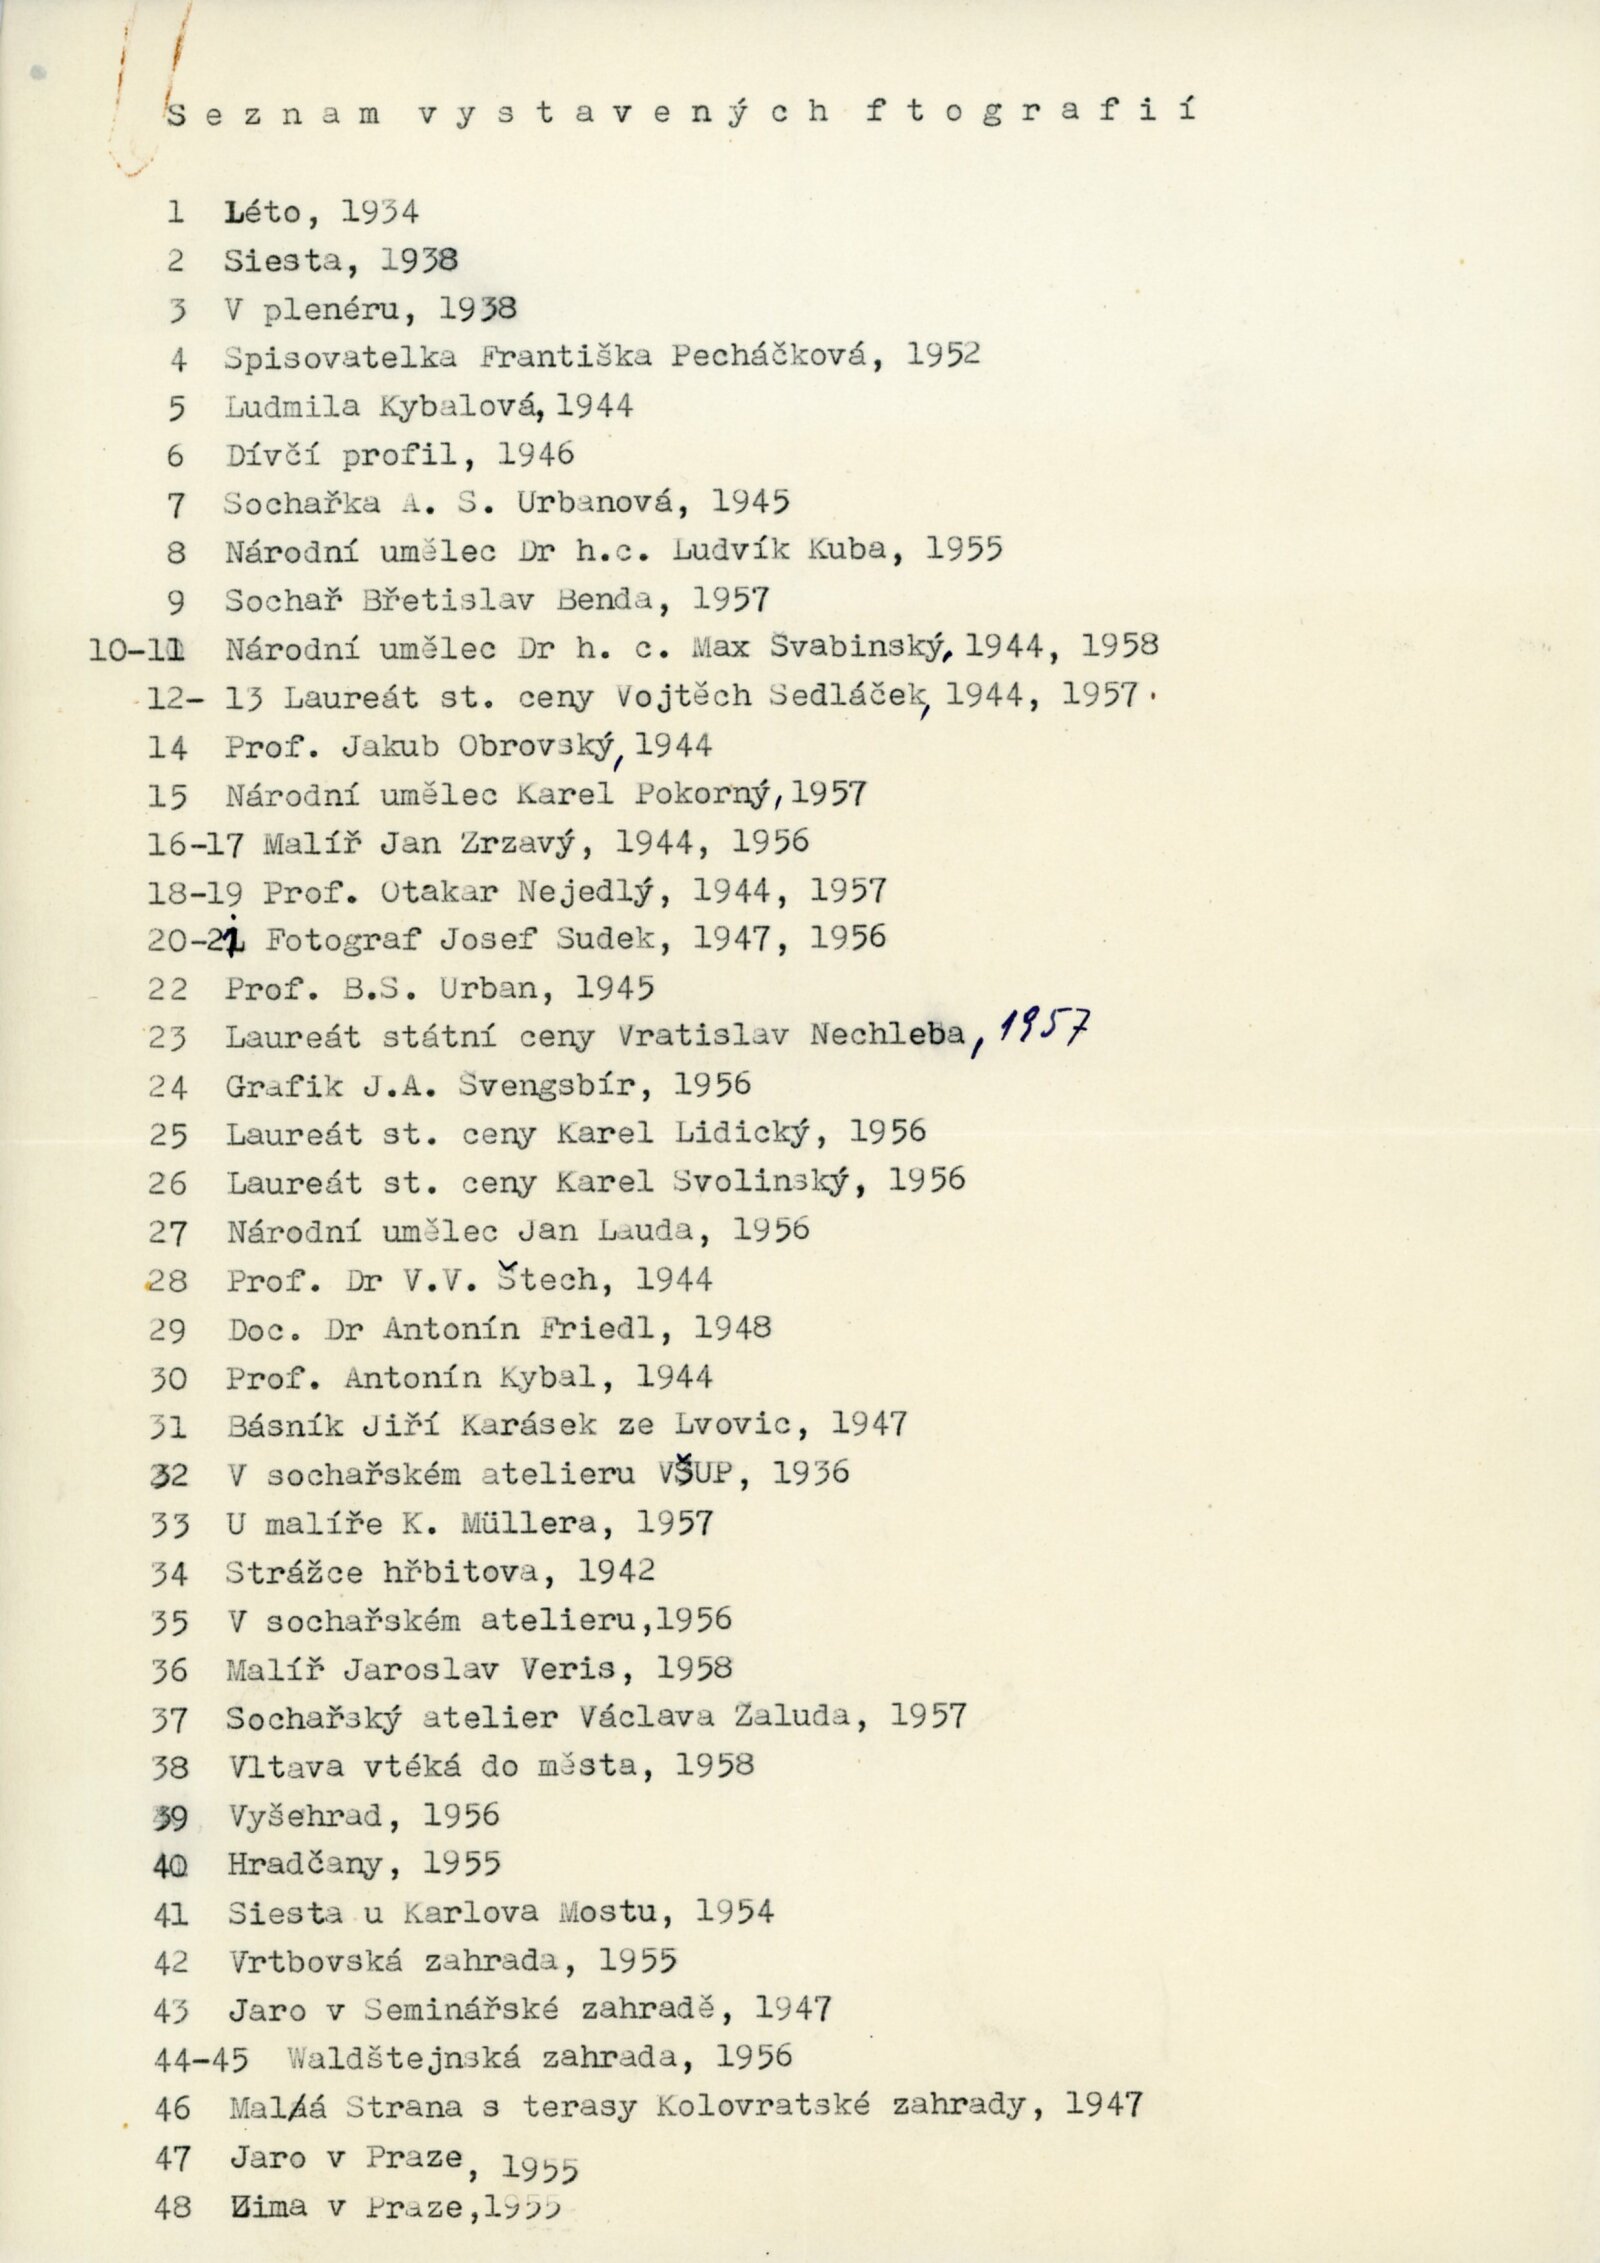 Seznam vystavených ftografií
1 Léto, 1934
2 Siesta, 1938
3 V plenéru, 1938
4 Spisovatelka Františka Pecháčková, 1952
5 Ludmila Kybalová, 1944
6 Dívčí profil, 1946
7 Sochařka A. S. Urbanová, 1945
8 Národní umělec Dr h.c. Ludvík Kuba, 1955
9 Sochař Břetislav Benda, 1957
10-11 Národní umělec Dr h. c. Max Švabinský, 1944, 1958
12- 13 Laureát st. ceny Vojtěch Sedláček, 1944, 1957.
14 Prof. Jakub Obrovský, 1944
15 Národní umělec Karel Pokorný, 1957
16-17 Malíř Jan Zrzavý, 1944, 1956
18-19 Prof. Otakar Nejedlý, 1944, 1957
20-21 Fotograf Josef Sudek, 1947, 1956
22 Prof. B.S. Urban, 1945
23 Laureát státní ceny Vratislav Nechleba, 1957
24 Grafik J.A. Švengsbír, 1956
25 Laureát st. ceny Karel Lidický, 1956
26 Laureát st. ceny Karel Svolinský, 1956
27 Národní umělec Jan Lauda, 1956
28 Prof. Dr V.V. Štech, 1944
29 Doc. Dr Antonín Friedl, 1948
30 Prof. Antonín Kybal, 1944
31 Básník Jiří Karásek ze Lvovic, 1947
32 V sochařském atelieru VŠUP, 1936
33 U malíře K. Müllera, 1957
34 Strážce hřbitova, 1942
35 V sochařském atelieru,1956
36 Malíř Jaroslav Veris, 1958
37 Sochařský atelier Václava Žaluda, 1957
38 Vltava vtéká do města, 1958
39 Vyšehrad, 1956
40 Hradčany, 1955
41 Siesta u Karlova Mostu, 1954
42 Vrtbovská zahrada, 1955
43 Jaro v Seminářské zahradě, 1947
44-45 Waldštejnská zahrada, 1956
46 Malá Strana s terasy Kolovratské zahrady, 1947
47 Jaro v Praze, 1955
48 Zima v Praze,1955